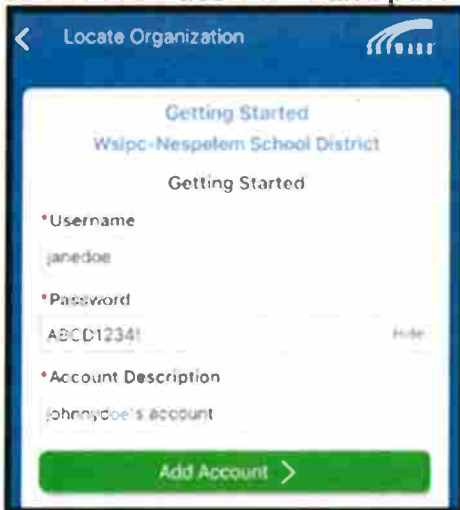 Locate Organization
Getting Started
Wsipc-Nespelem School District
Getting Started
*Username
janedoe
*Password
ABCD1234!
Hide
*Account Description
johnnydoe's account
Add Account >